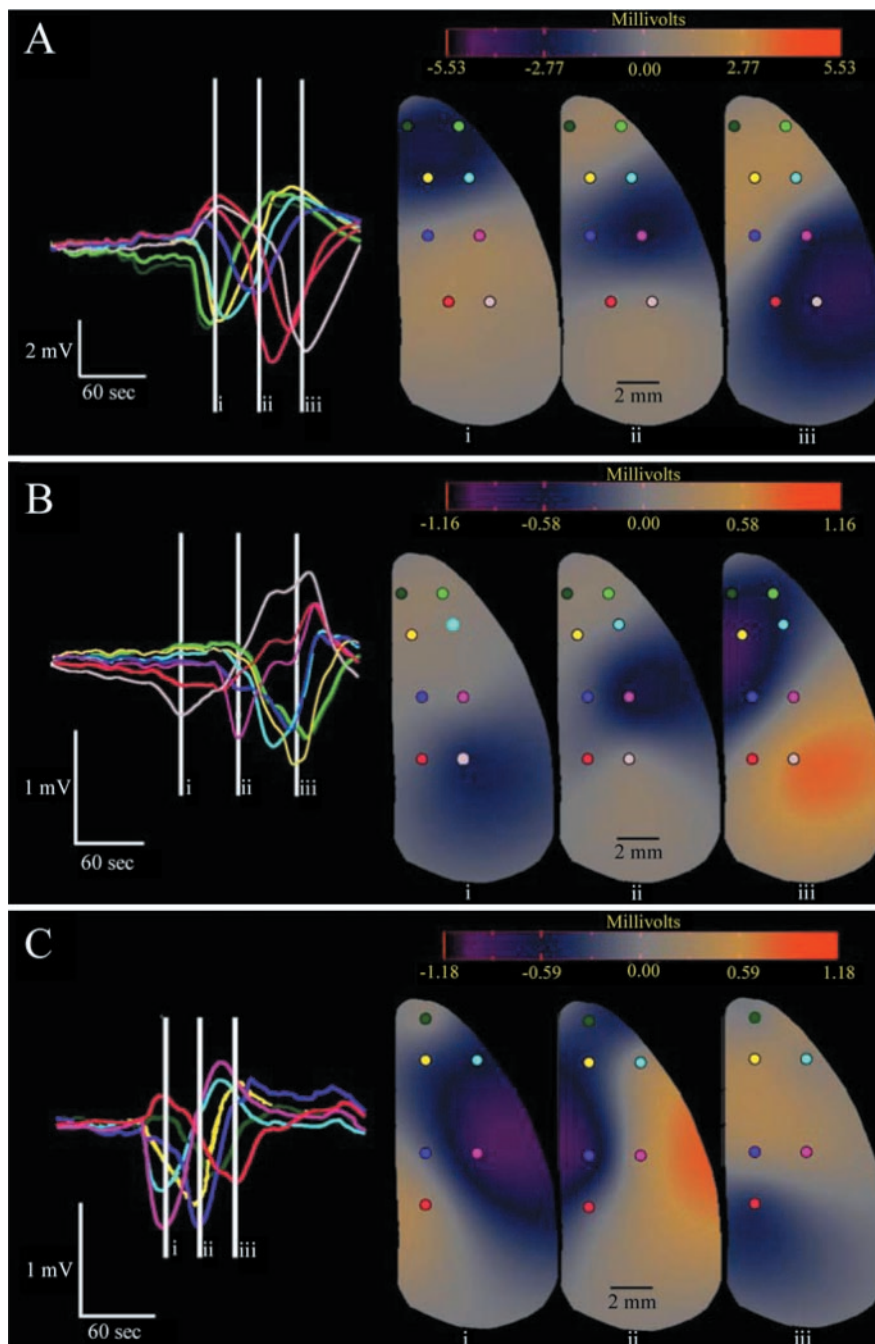 A
Millivolts
-5.53 -2.77 0.00 2.77 5.53
2 mV
60 sec
i ii iii
2 mm
i ii iii
B
Millivolts
-1.16 -0.58 0.00 0.58 1.16
1 mV
60 sec
i ii iii
2 mm
i ii iii
C
Millivolts
-1.18 -0.59 0.00 0.59 1.18
1 mV
60 sec
i ii iii
2 mm
i ii iii